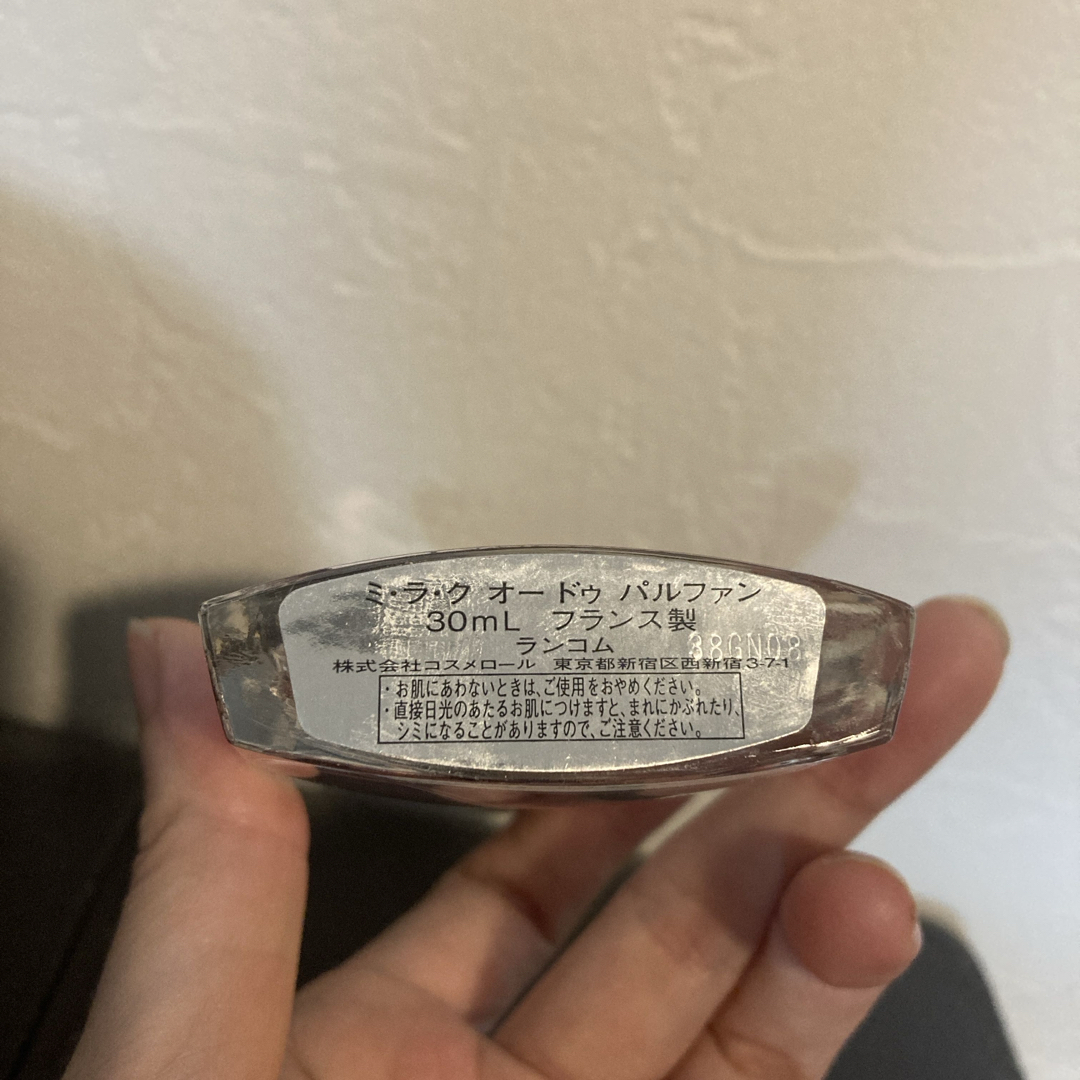 ミ・ラ・ク オー ドゥ パルファン
30mL フランス製
ランコム 38GN08
株式会社コスメロール 東京都新宿区西新宿3-7-1
・お肌にあわないときは、ご使用をおやめください。
・直接日光のあたるお肌につけますと、まれにかぶれたり、
シミになることがありますので、ご注意ください。